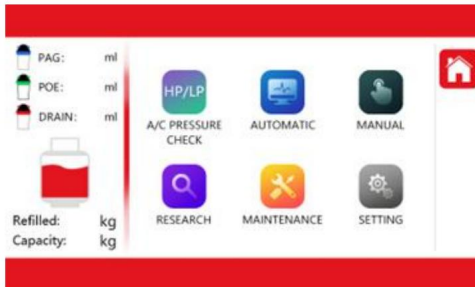 PAG: ml
POE: ml
DRAIN: ml
Refilled: kg
Capacity: kg
HP/LP
A/C PRESSURE
CHECK
AUTOMATIC
MANUAL
RESEARCH
MAINTENANCE
SETTING